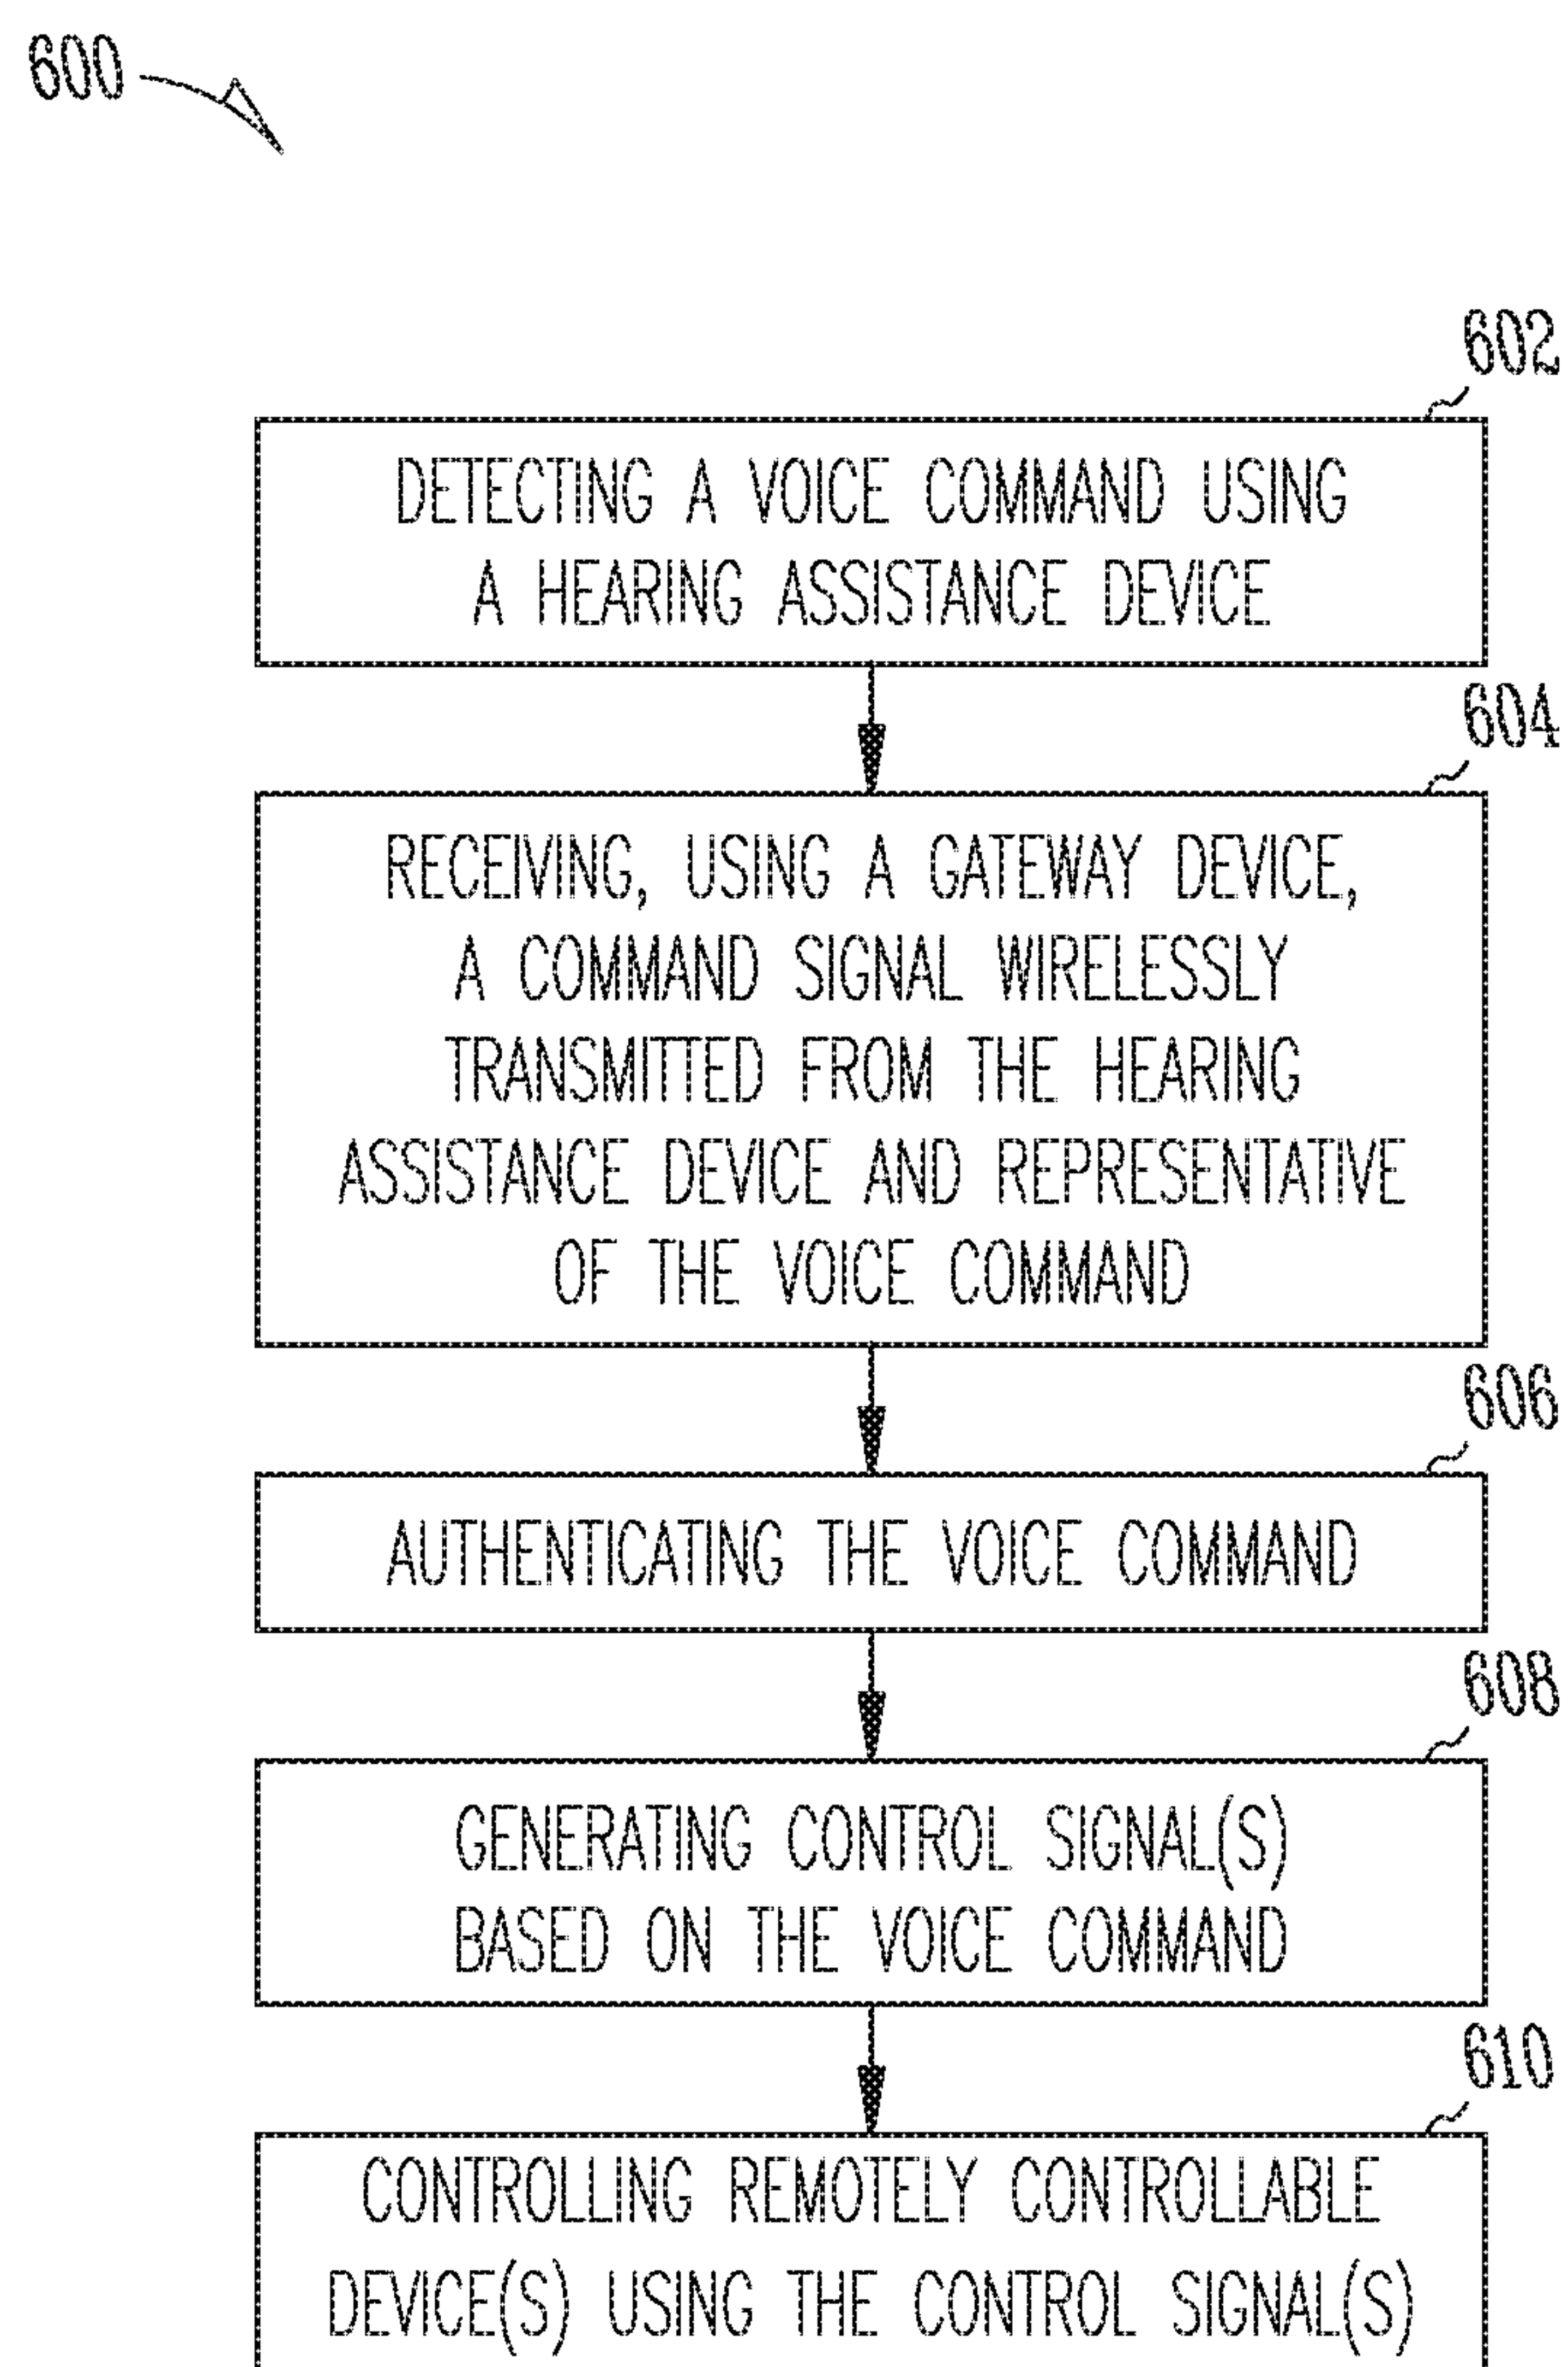 600
602
DETECTING A VOICE COMMAND USING
A HEARING ASSISTANCE DEVICE
604
RECEIVING, USING A GATEWAY DEVICE,
A COMMAND SIGNAL WIRELESSLY
TRANSMITTED FROM THE HEARING
ASSISTANCE DEVICE AND REPRESENTATIVE
OF THE VOICE COMMAND
606
AUTHENTICATING THE VOICE COMMAND
608
GENERATING CONTROL SIGNAL(S)
BASED ON THE VOICE COMMAND
610
CONTROLLING REMOTELY CONTROLLABLE
DEVICE(S) USING THE CONTROL SIGNAL(S)